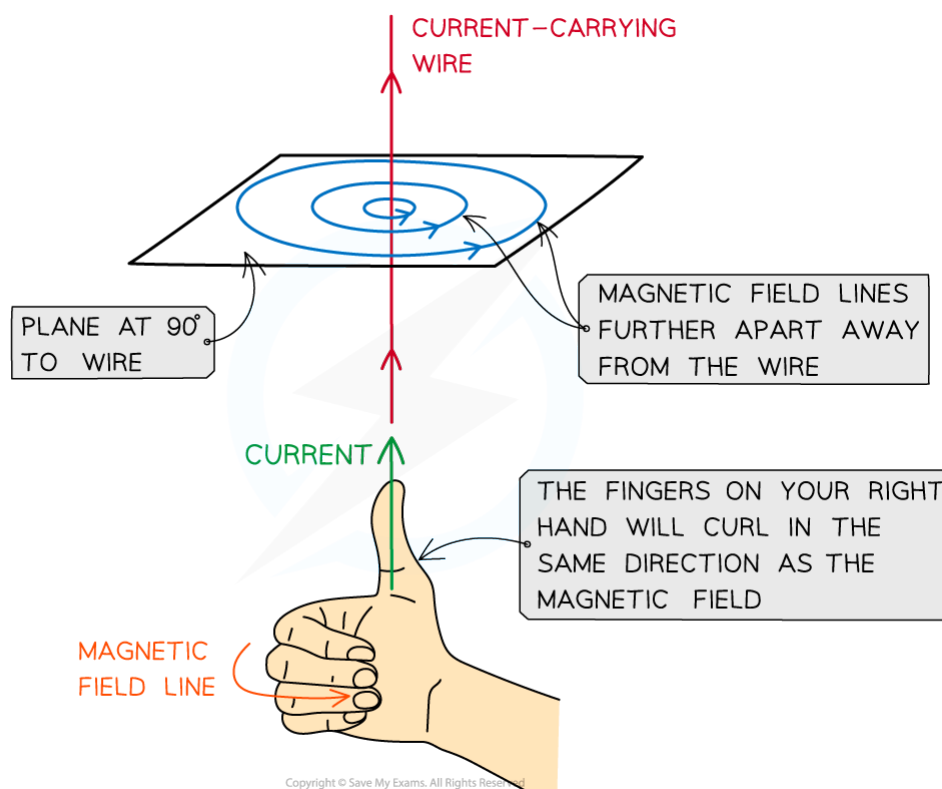 CURRENT-CARRYING
WIRE
PLANE AT 90°
TO WIRE
MAGNETIC FIELD LINES
FURTHER APART AWAY
FROM THE WIRE
CURRENT
THE FINGERS ON YOUR RIGHT
HAND WILL CURL IN THE
SAME DIRECTION AS THE
MAGNETIC FIELD
MAGNETIC
FIELD LINE
Copyright © Save My Exams. All Rights Reserved